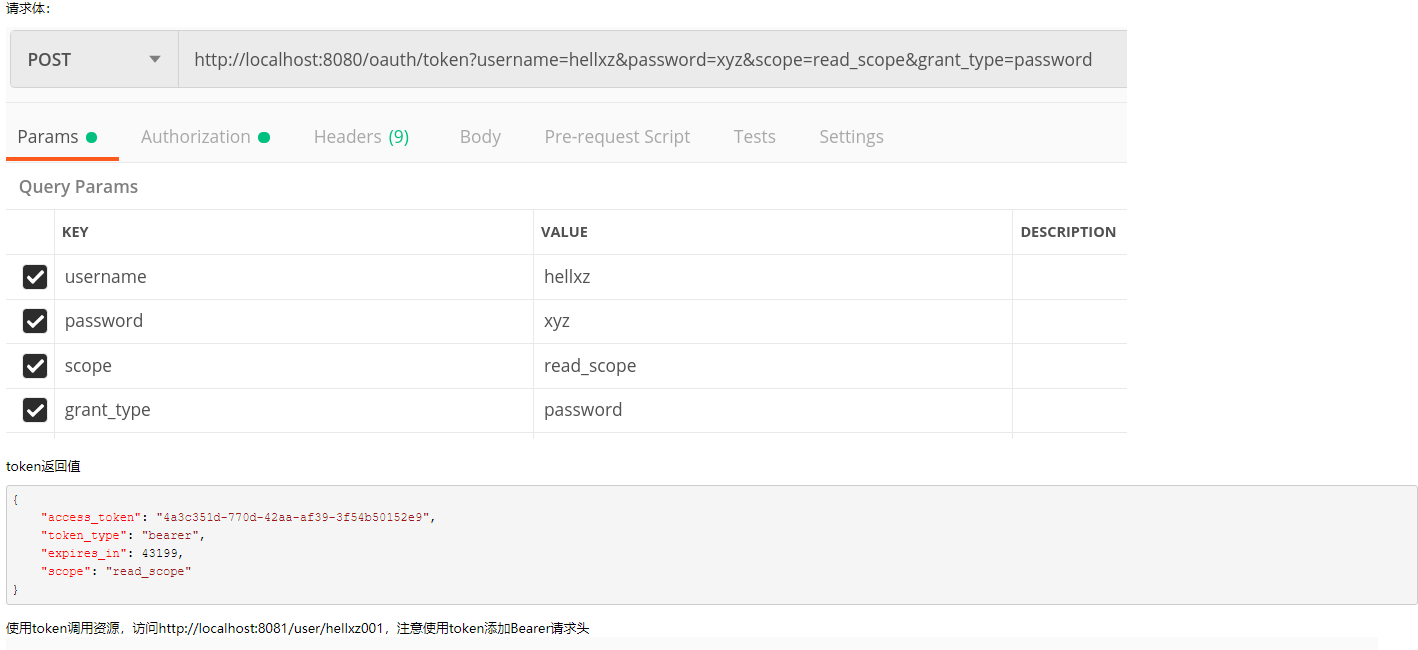 请求体：
POST http://localhost:8080/oauth/token?username=hellxz&password=xyz&scope=read_scope&grant_type=password
Params Authorization Headers (9) Body Pre-request Script Tests Settings
Query Params
KEY VALUE DESCRIPTION
username hellxz
password xyz
scope read_scope
grant_type password
token返回值
{
    "access_token": "4a3c351d-770d-42aa-af39-3f54b50152e9",
    "token_type": "bearer",
    "expires_in": 43199,
    "scope": "read_scope"
}
使用token调用资源，访问http://localhost:8081/user/hellxz001，注意使用token添加Bearer请求头